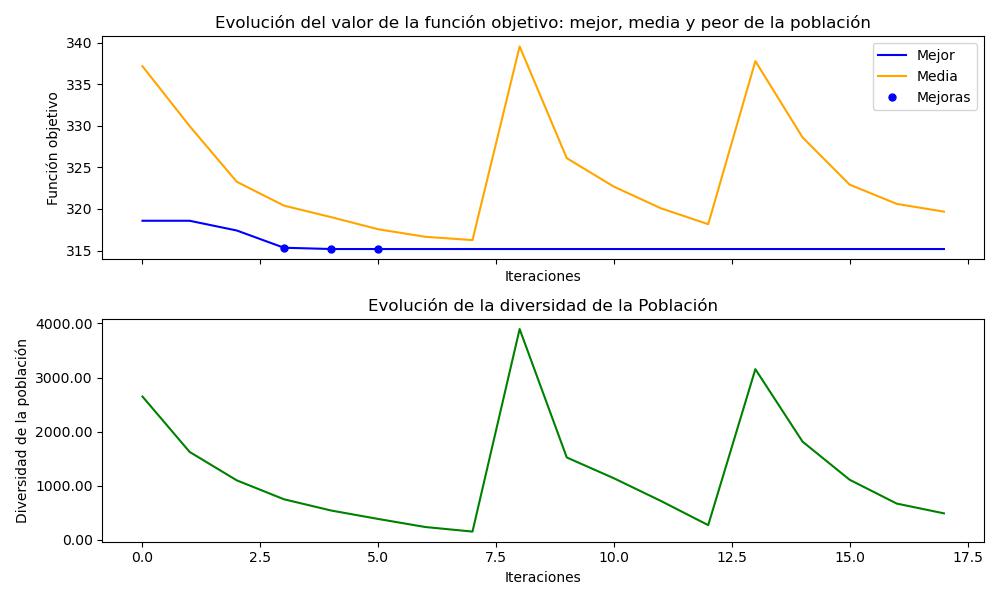 Evolución del valor de la función objetivo: mejor, media y peor de la población
340
335
330
325
320
315
Función objetivo
Mejor
Media
Mejoras
Iteraciones
Evolución de la diversidad de la Población
4000.00
3000.00
2000.00
1000.00
0.00
Diversidad de la población
0.0 2.5 5.0 7.5 10.0 12.5 15.0 17.5
Iteraciones